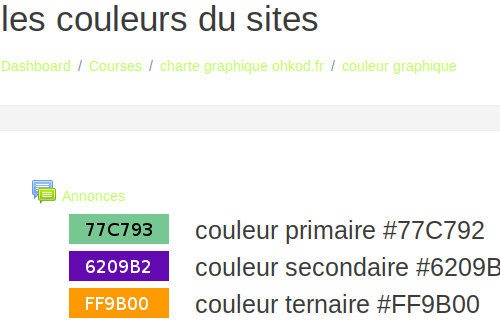 les couleurs du sites
Dashboard / Courses / charte graphique ohkod.fr / couleur graphique
Annonces
77C793 couleur primaire #77C792
6209B2 couleur secondaire #6209B
FF9B00 couleur ternaire #FF9B00